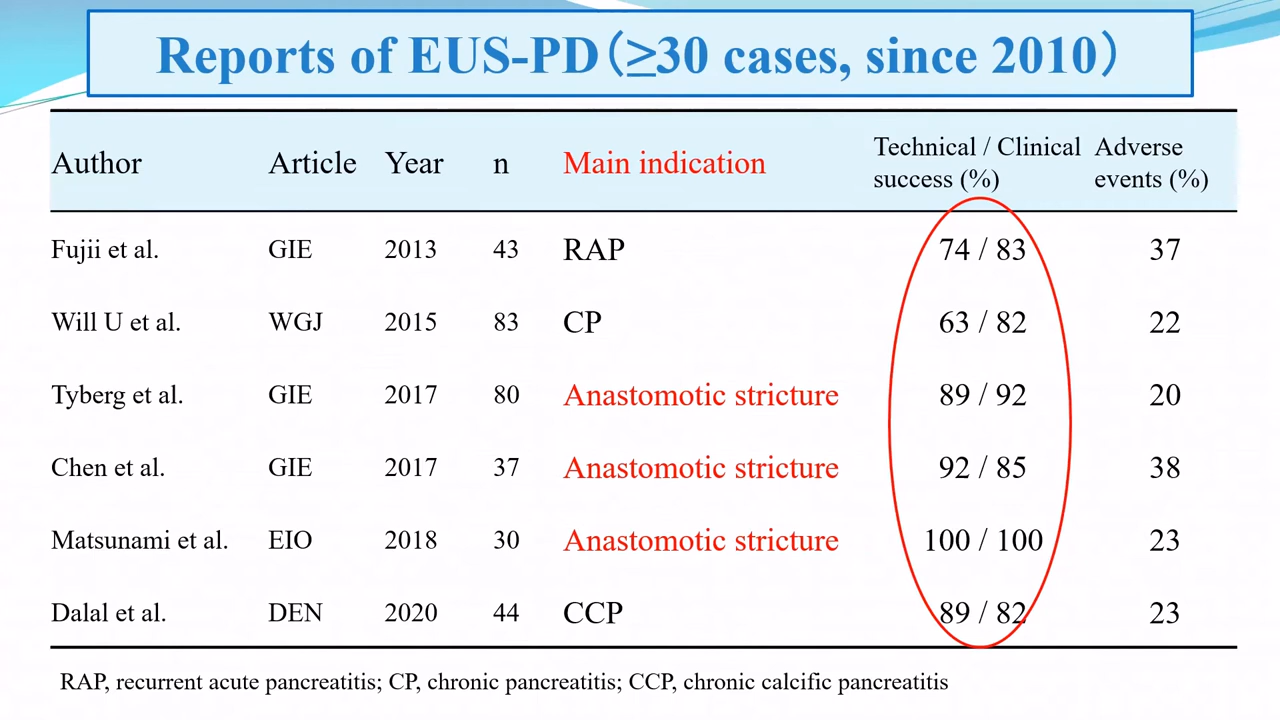 Reports of EUS-PD（≥30 cases, since 2010）
Author Article Year n Main indication Technical / Clinical success (%) Adverse events (%)
Fujii et al. GIE 2013 43 RAP 74 / 83 37
Will U et al. WGJ 2015 83 CP 63 / 82 22
Tyberg et al. GIE 2017 80 Anastomotic stricture 89 / 92 20
Chen et al. GIE 2017 37 Anastomotic stricture 92 / 85 38
Matsunami et al. EIO 2018 30 Anastomotic stricture 100 / 100 23
Dalal et al. DEN 2020 44 CCP 89 / 82 23
RAP, recurrent acute pancreatitis; CP, chronic pancreatitis; CCP, chronic calcific pancreatitis